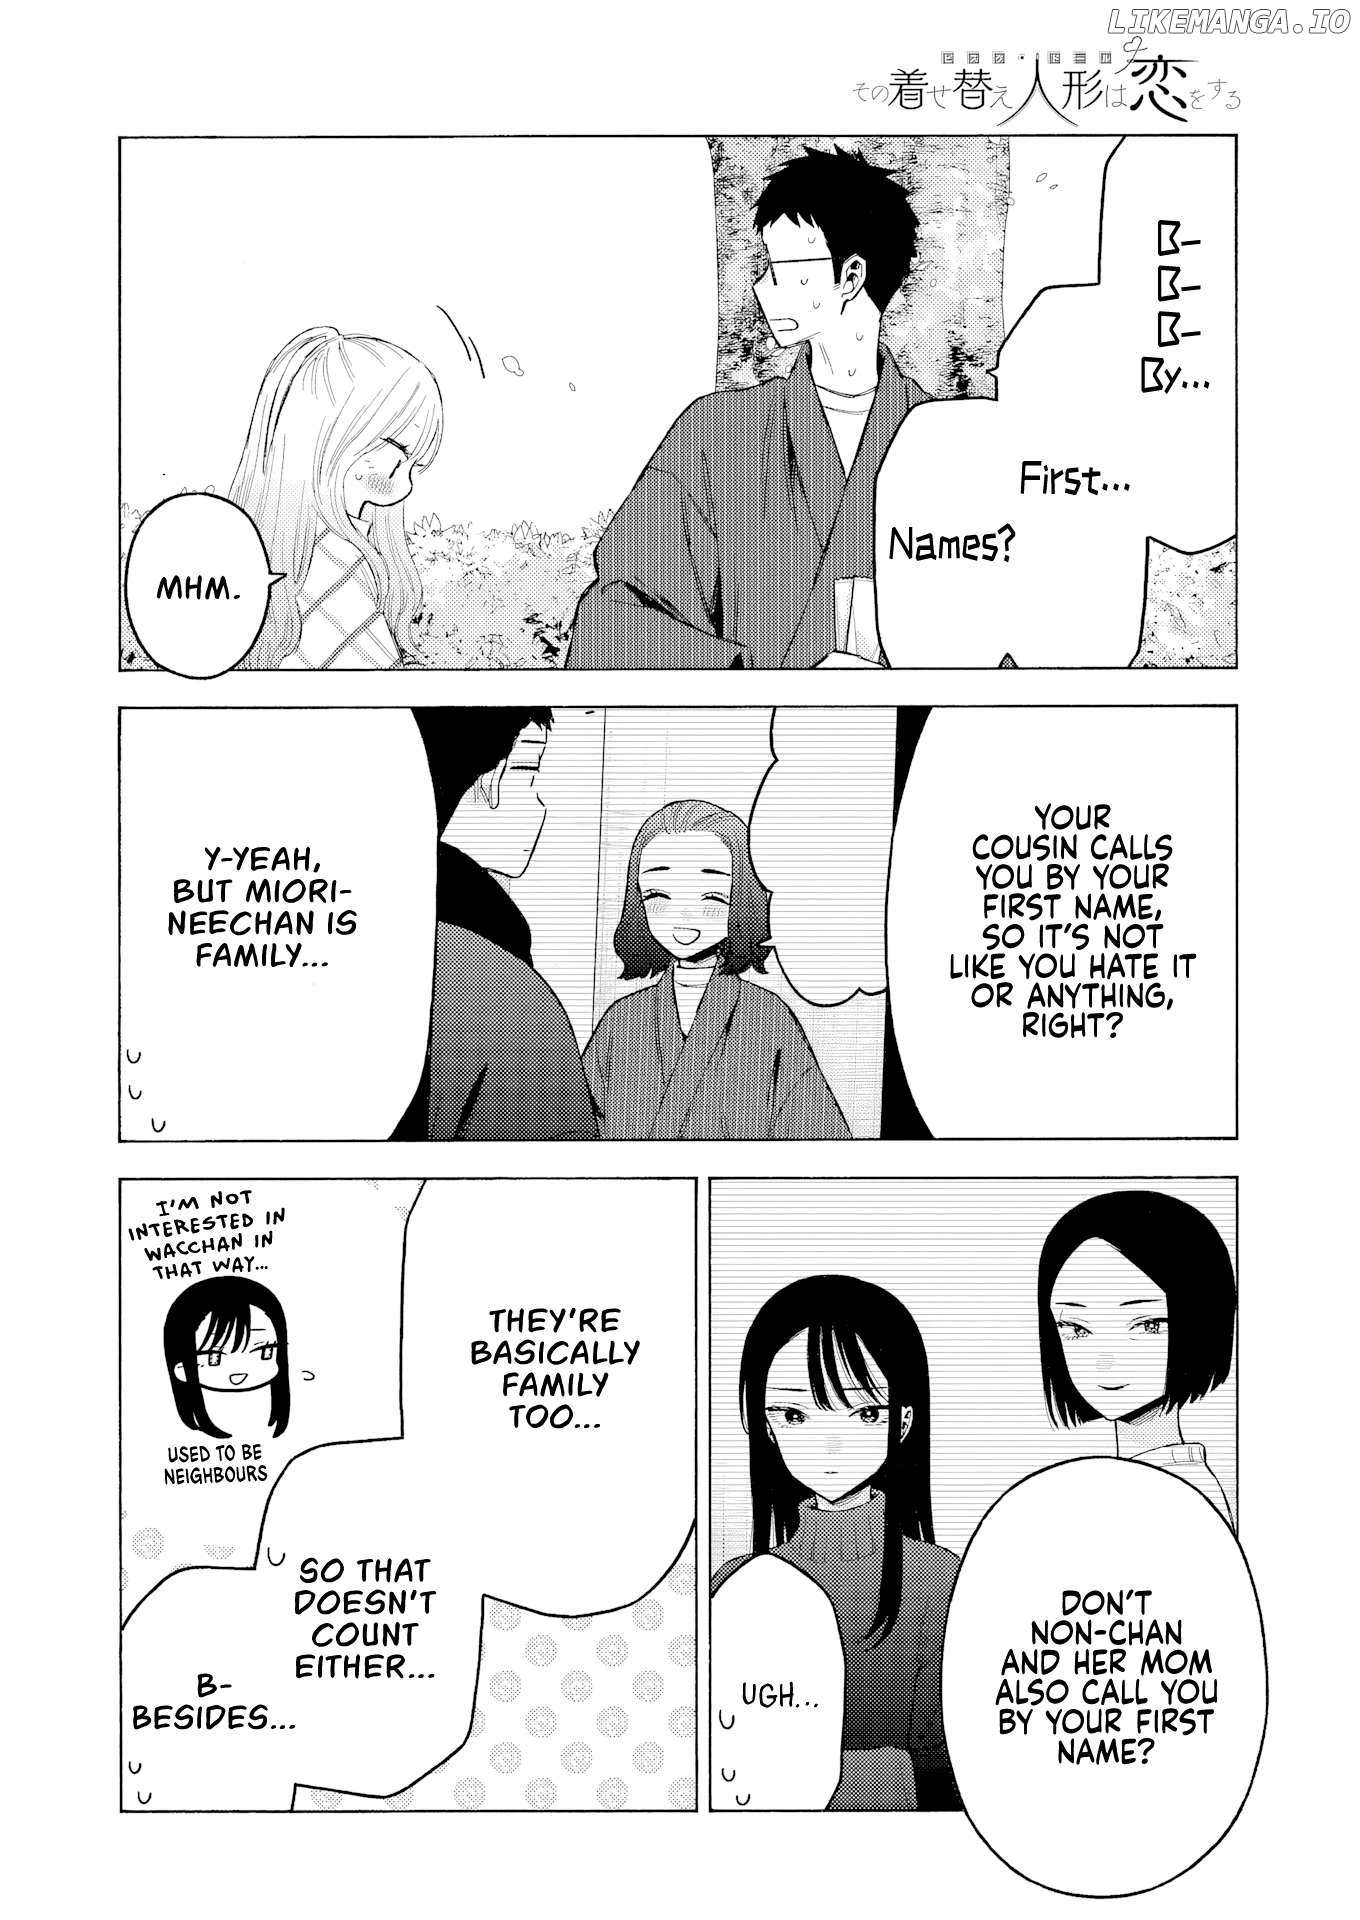 LIKEMANGA.IO
その着せ替え人形は恋をする
B-
B-
B-
By...
First...
Names?
MHM.
YOUR
COUSIN CALLS
YOU BY YOUR
FIRST NAME,
SO IT'S NOT
LIKE YOU HATE IT
OR ANYTHING,
RIGHT?
Y-YEAH,
BUT MIORI-
NEECHAN IS
FAMILY...
DON'T
NON-CHAN
AND HER MOM
ALSO CALL YOU
BY YOUR FIRST
NAME?
UGH...
THEY'RE
BASICALLY
FAMILY
TOO...
I'M NOT
INTERESTED IN
WACCHAN IN
THAT WAY...
USED TO BE
NEIGHBOURS
SO THAT
DOESN'T
COUNT
EITHER...
B-
BESIDES...